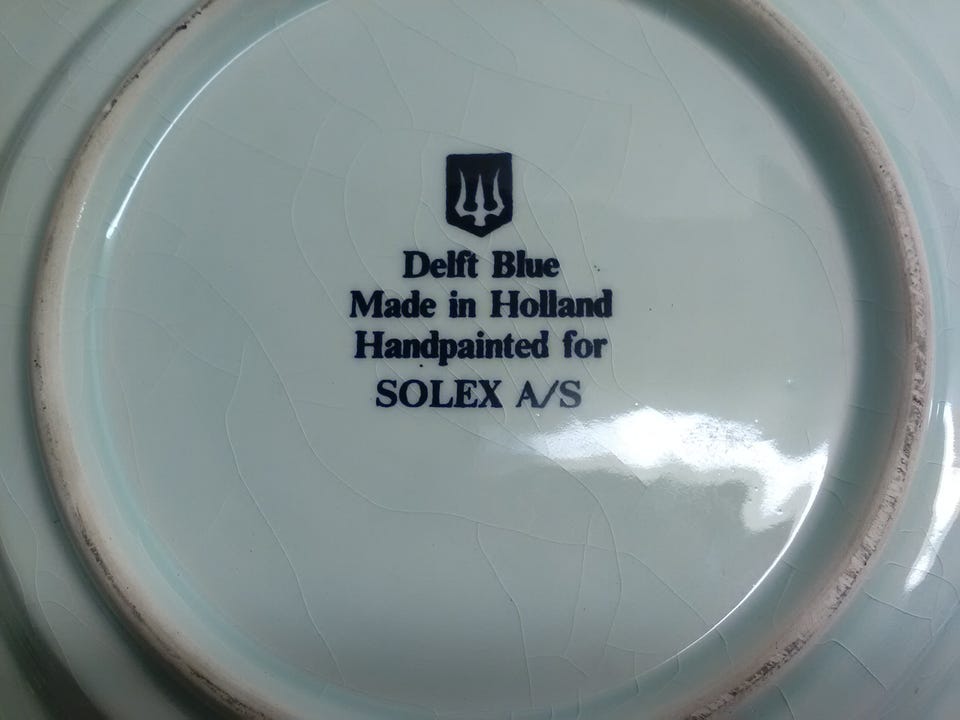 Delft Blue
Made in Holland
Handpainted for
SOLEX A/S